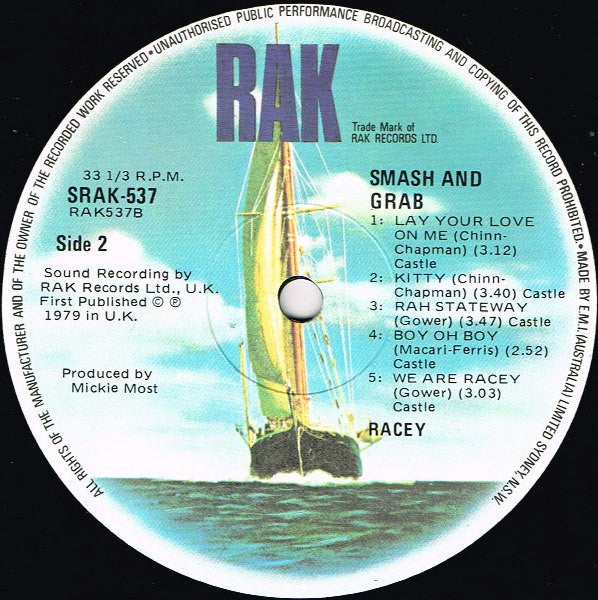 ALL RIGHTS OF THE MANUFACTURER AND OF THE OWNER OF THE RECORDED WORK RESERVED • UNAUTHORISED PUBLIC PERFORMANCE BROADCASTING AND COPYING OF THIS RECORD PROHIBITED. • MADE BY E.M.I. (AUSTRALIA) LIMITED SYDNEY, N.S.W.
RAK
Trade Mark of
RAK RECORDS LTD.
33 1/3 R.P.M.
SRAK-537
RAK537B
Side 2
Sound Recording by
RAK Records Ltd., U.K.
First Published © ℗
1979 in U.K.
Produced by
Mickie Most
SMASH AND
GRAB
1: LAY YOUR LOVE
ON ME (Chinn-
Chapman) (3.12)
Castle
2: KITTY (Chinn-
Chapman) (3.40) Castle
3: RAH STATEWAY
(Gower) (3.47) Castle
4: BOY OH BOY
(Macari-Ferris) (2.52)
Castle
5: WE ARE RACEY
(Gower) (3.03)
Castle
RACEY